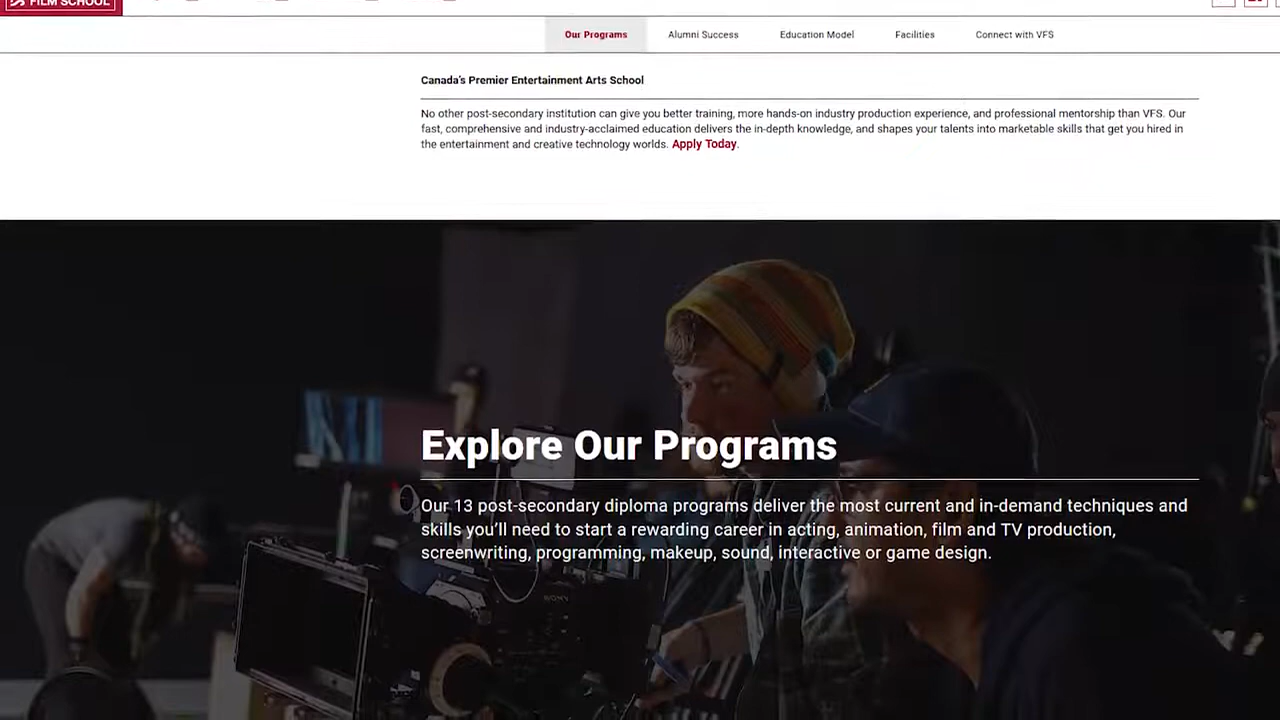 FILM SCHOOL
Our Programs
Alumni Success
Education Model
Facilities
Connect with VFS
Canada's Premier Entertainment Arts School
No other post-secondary institution can give you better training, more hands-on industry production experience, and professional mentorship than VFS. Our
fast, comprehensive and industry-acclaimed education delivers the in-depth knowledge, and shapes your talents into marketable skills that get you hired in
the entertainment and creative technology worlds. Apply Today.
Explore Our Programs
Our 13 post-secondary diploma programs deliver the most current and in-demand techniques and
skills you’ll need to start a rewarding career in acting, animation, film and TV production,
screenwriting, programming, makeup, sound, interactive or game design.
SONY